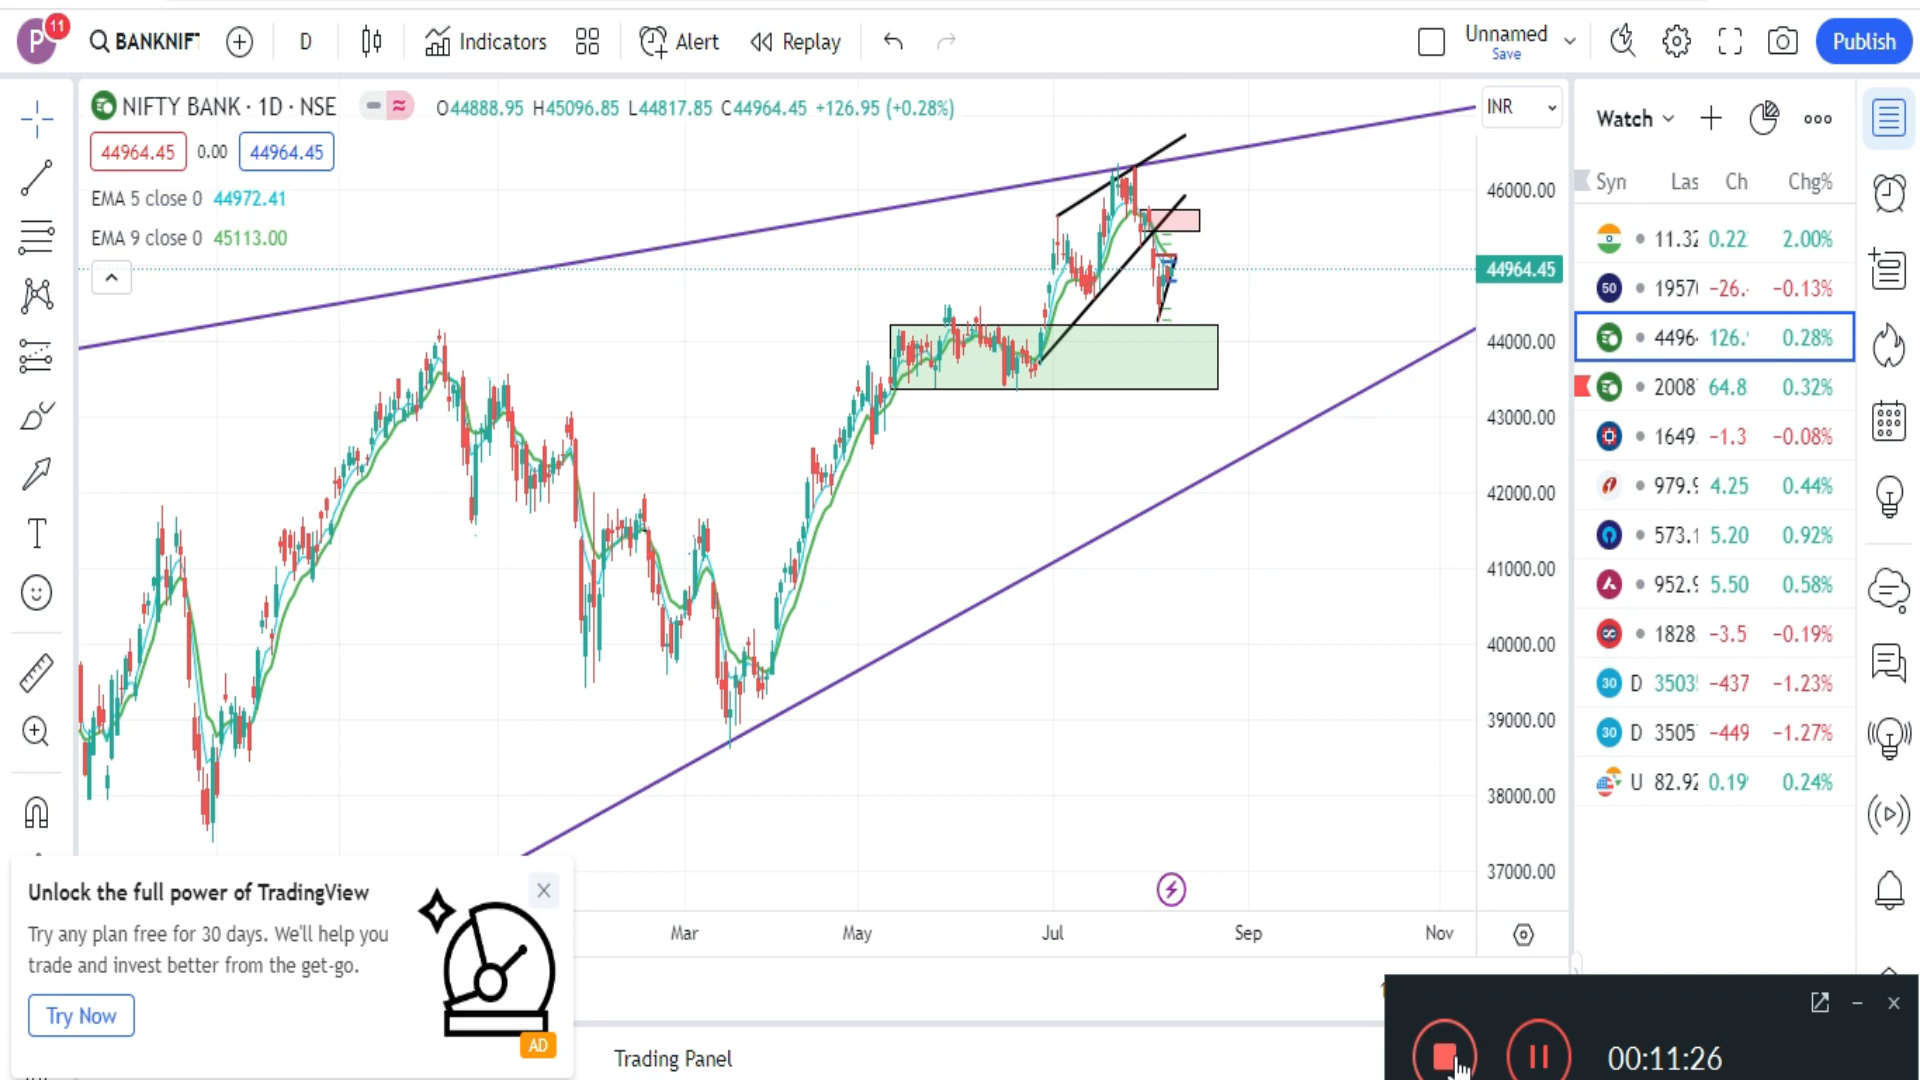 P
11
BANKNIF
D
Indicators
Alert
Replay
Unnamed
Save
Publish
NIFTY BANK · 1D · NSE
O44888.95 H45096.85 L44817.85 C44964.45 +126.95 (+0.28%)
INR
44964.45 0.00 44964.45
EMA 5 close 0 44972.41
EMA 9 close 0 45113.00
46000.00
44964.45
44000.00
43000.00
42000.00
41000.00
40000.00
39000.00
38000.00
37000.00
Mar May Jul Sep Nov
Watch
Syn Las Ch Chg%
11.32 0.22 2.00%
50 1957 -26. -0.13%
4496 126. 0.28%
2008 64.8 0.32%
1649 -1.3 -0.08%
979.9 4.25 0.44%
573.1 5.20 0.92%
952.9 5.50 0.58%
1828 -3.5 -0.19%
30 D 3503 -437 -1.23%
30 D 3505 -449 -1.27%
U 82.92 0.19 0.24%
Unlock the full power of TradingView
Try any plan free for 30 days. We'll help you
trade and invest better from the get-go.
Try Now
AD
Trading Panel
00:11:26